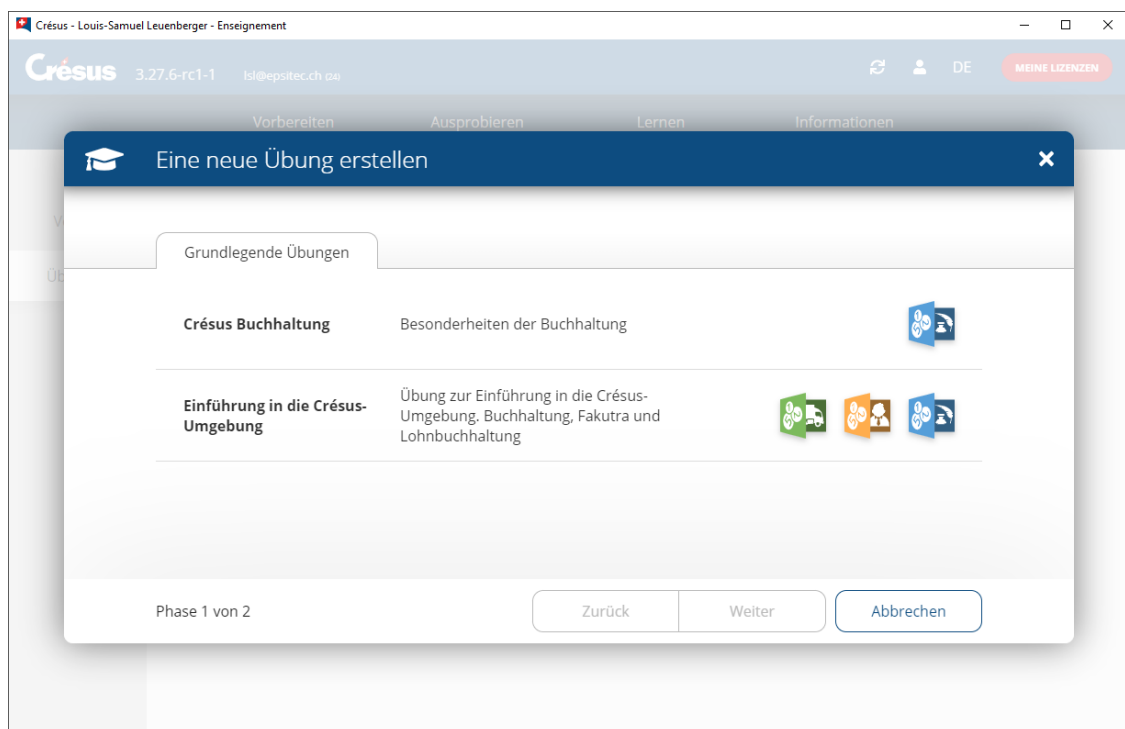 Crésus - Louis-Samuel Leuenberger - Enseignement
Crésus 3.27.6-rc1-1 lsl@epsitec.ch (24) DE MEINE LIZENZEN
Vorbereiten Ausprobieren Lernen Informationen
Eine neue Übung erstellen
Grundlegende Übungen
Crésus Buchhaltung Besonderheiten der Buchhaltung
Einführung in die Crésus-
Umgebung
Übung zur Einführung in die Crésus-
Umgebung. Buchhaltung, Fakutra und
Lohnbuchhaltung
Phase 1 von 2 Zurück Weiter Abbrechen